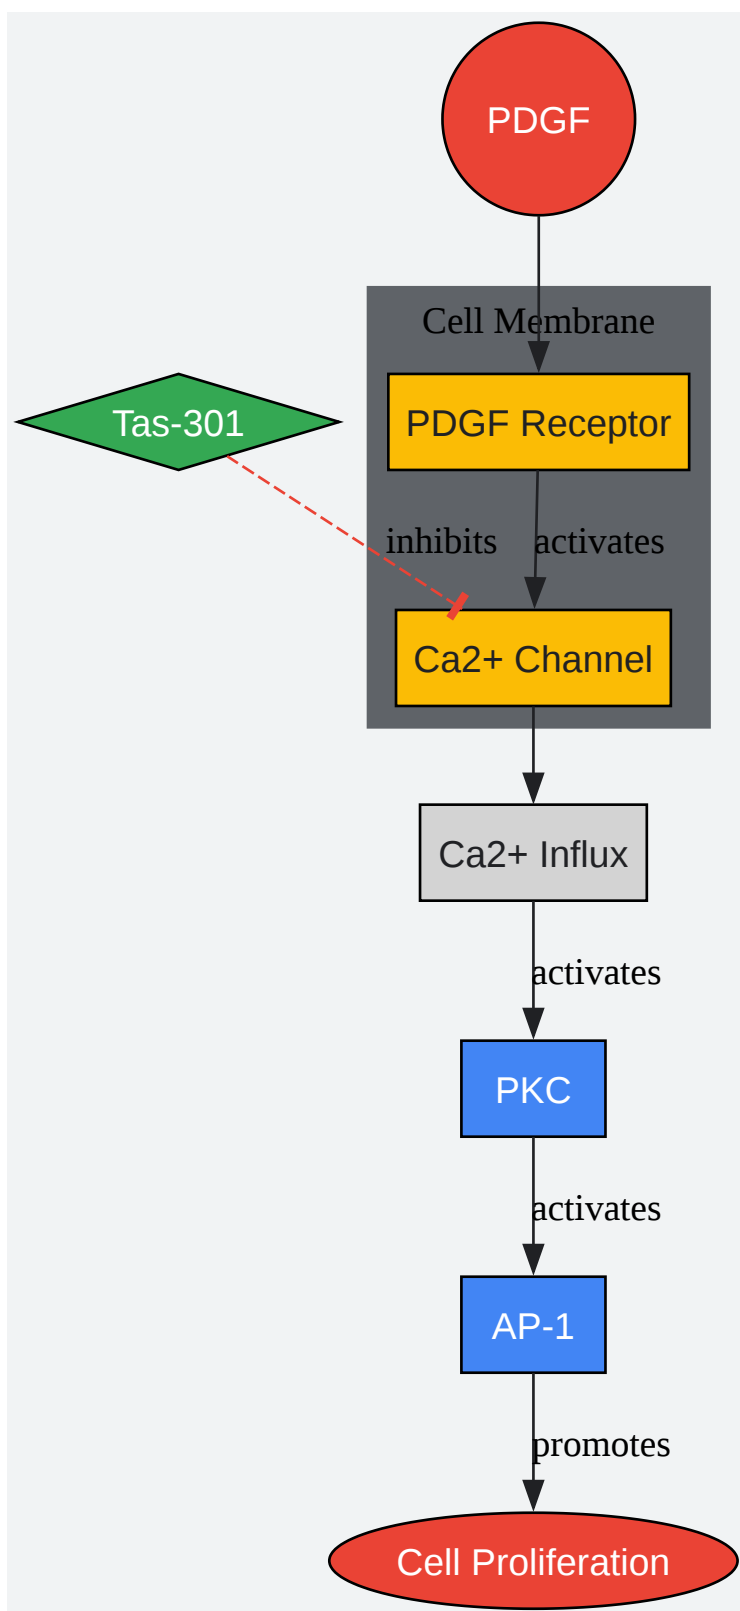 PDGF
Cell Membrane
Tas-301
PDGF Receptor
inhibits
activates
Ca2+ Channel
Ca2+ Influx
activates
PKC
activates
AP-1
promotes
Cell Proliferation